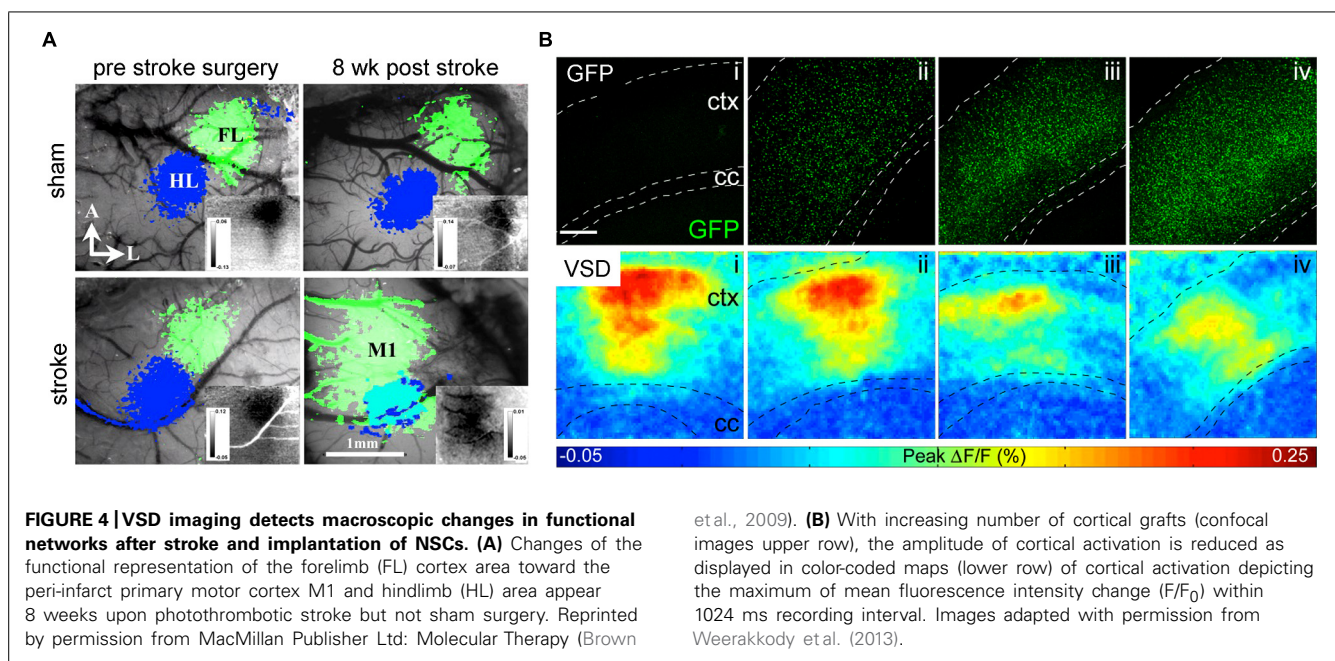 A
pre stroke surgery
8 wk post stroke
sham
FL
HL
A
L
0.06
-0.13
0.14
-0.07
stroke
0.12
-0.05
M1
1mm
0.01
-0.05
B
GFP
i
ctx
cc
GFP
ii
iii
iv
VSD
i
ctx
cc
ii
iii
iv
-0.05
Peak ΔF/F (%)
0.25
FIGURE 4 | VSD imaging detects macroscopic changes in functional
networks after stroke and implantation of NSCs. (A) Changes of the
functional representation of the forelimb (FL) cortex area toward the
peri-infarct primary motor cortex M1 and hindlimb (HL) area appear
8 weeks upon photothrombotic stroke but not sham surgery. Reprinted
by permission from MacMillan Publisher Ltd: Molecular Therapy (Brown
et al., 2009). (B) With increasing number of cortical grafts (confocal
images upper row), the amplitude of cortical activation is reduced as
displayed in color-coded maps (lower row) of cortical activation depicting
the maximum of mean fluorescence intensity change (F/F0) within
1024 ms recording interval. Images adapted with permission from
Weerakkody et al. (2013).